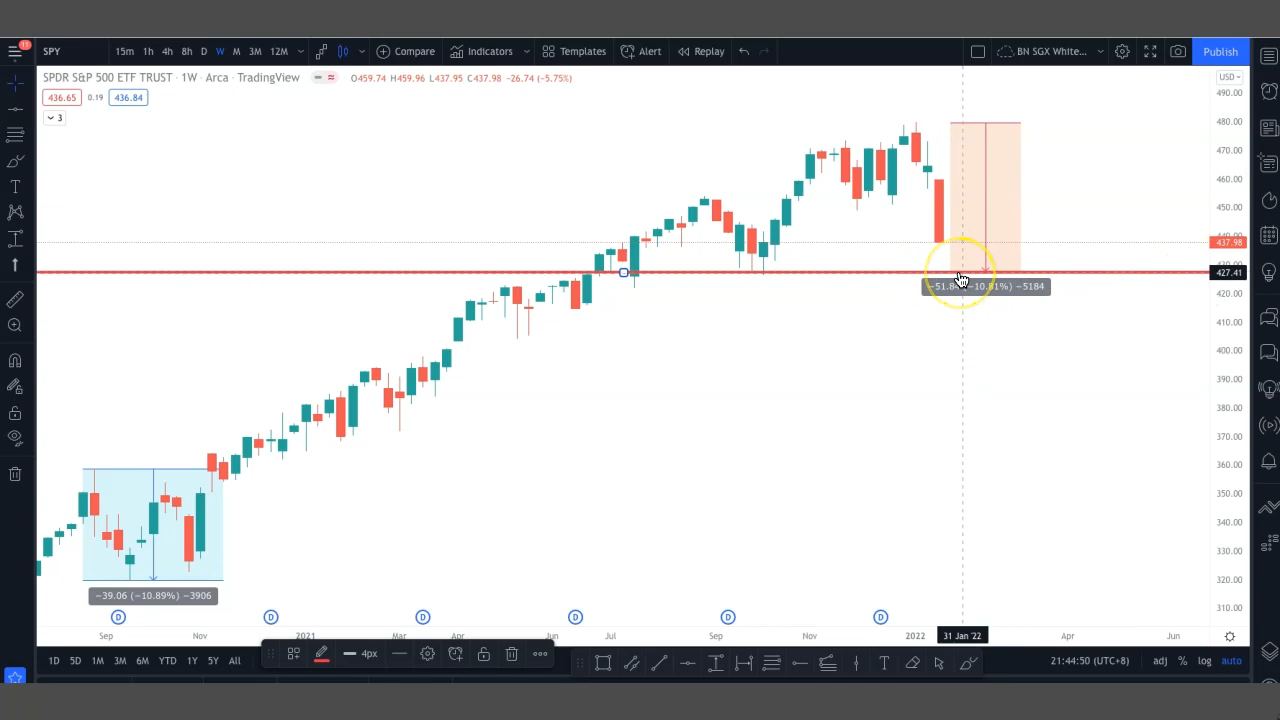 11
SPY
15m 1h 4h 8h D W M 3M 12M
Compare
Indicators
Templates
Alert
Replay
BN SGX White...
Publish
SPDR S&P 500 ETF TRUST · 1W · Arca · TradingView
O459.74 H459.96 L437.95 C437.98 −26.74 (−5.75%)
436.65 0.19 436.84
3
USD
490.00
480.00
470.00
460.00
450.00
437.98
427.41
420.00
410.00
400.00
390.00
380.00
370.00
360.00
350.00
340.00
330.00
320.00
310.00
(−10.81%) −5184
−39.06 (−10.89%) −3906
D D D D D D
Sep Nov 2021 Mar Apr Jun Jul Sep Nov 2022 31 Jan '22 Apr Jun
1D 5D 1M 3M 6M YTD 1Y 5Y All
4px
T
21:44:50 (UTC+8) adj % log auto